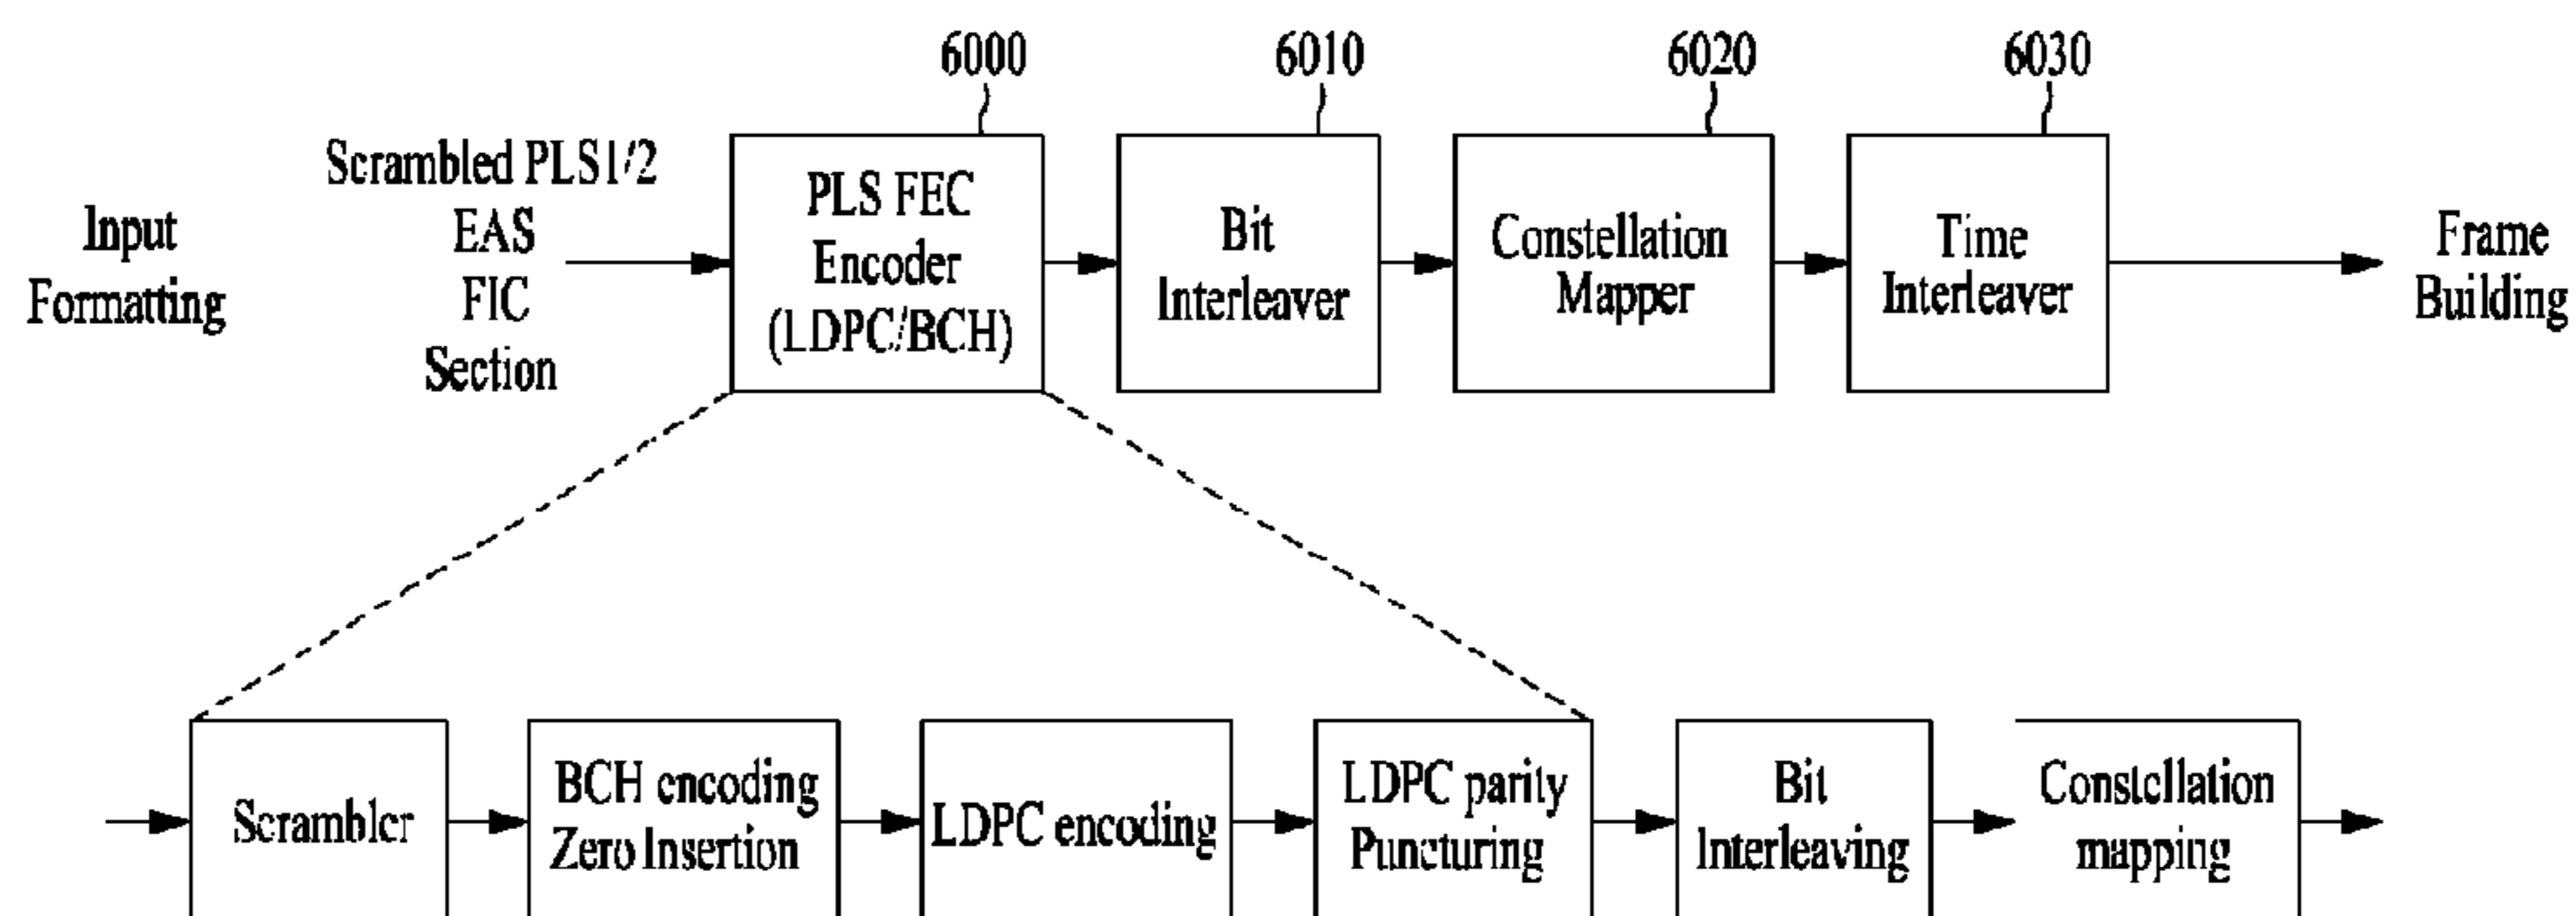 6000
6010
6020
6030
Input
Formatting
Scrambled PLS1/2
EAS
FIC
Section
PLS FEC
Encoder
(LDPC/BCH)
Bit
Interleaver
Constellation
Mapper
Time
Interleaver
Frame
Building
Scrambler
BCH encoding
Zero Insertion
LDPC encoding
LDPC parity
Puncturing
Bit
Interleaving
Constellation
mapping